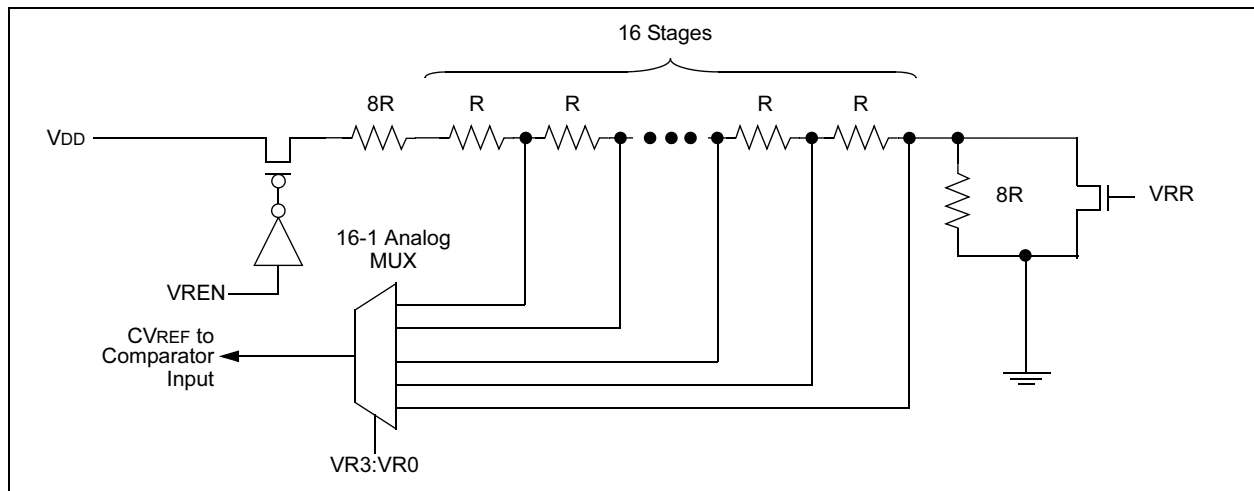 16 Stages
8R
R
R
R
R
VDD
8R
VRR
16-1 Analog
MUX
VREN
CVREF to
Comparator
Input
VR3:VR0